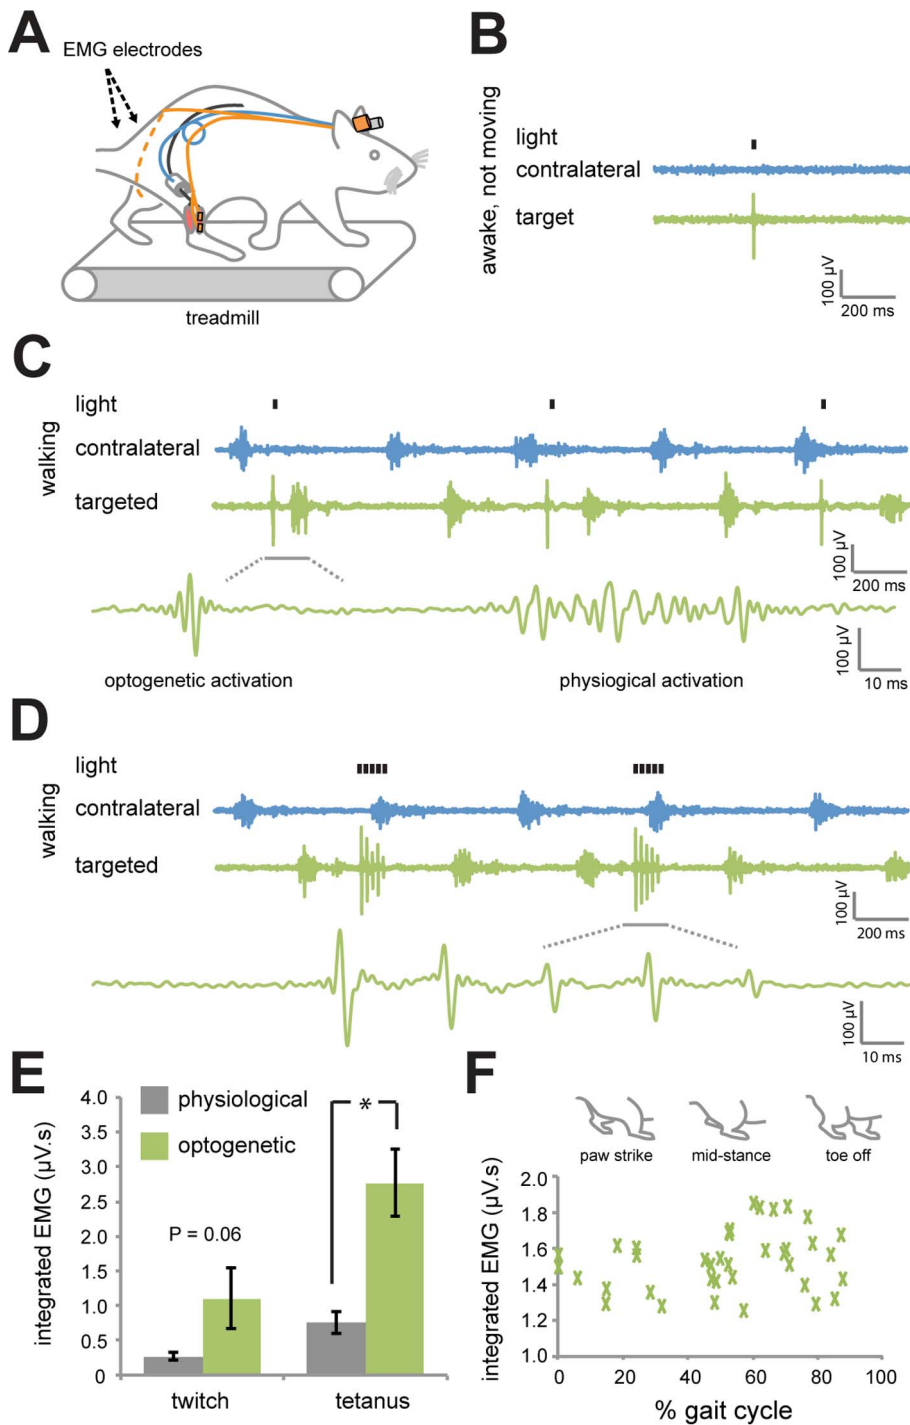 A
EMG electrodes
treadmill
B
awake, not moving
light
contralateral
target
100 µV
200 ms
C
walking
light
contralateral
targeted
100 µV
200 ms
100 µV
10 ms
optogenetic activation
physiogical activation
D
walking
light
contralateral
targeted
100 µV
200 ms
100 µV
10 ms
E
physiological
optogenetic
integrated EMG (µV.s)
4.0
3.5
3.0
2.5
2.0
1.5
1.0
0.5
0
P = 0.06
*
twitch
tetanus
F
paw strike
mid-stance
toe off
integrated EMG (µV.s)
2.0
1.8
1.6
1.4
1.2
1.0
0
20
40
60
80
100
% gait cycle